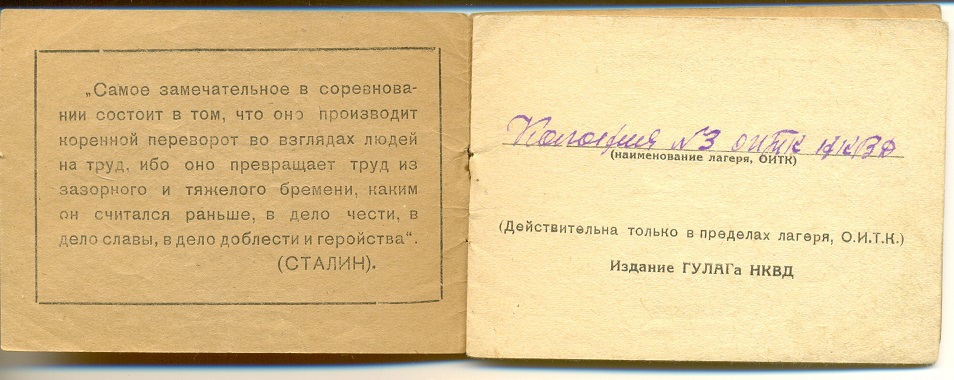 „Самое замечательное в соревнова-
нии состоит в том, что оно производит
коренной переворот во взглядах людей
на труд, ибо оно превращает труд из
зазорного и тяжелого бремени, каким
он считался раньше, в дело чести, в
дело славы, в дело доблести и геройства“.
(СТАЛИН).
Колония №3 ОИТК НКВД
(наименование лагеря, ОИТК)
(Действительна только в пределах лагеря, О.И.Т.К.)
Издание ГУЛАГа НКВД